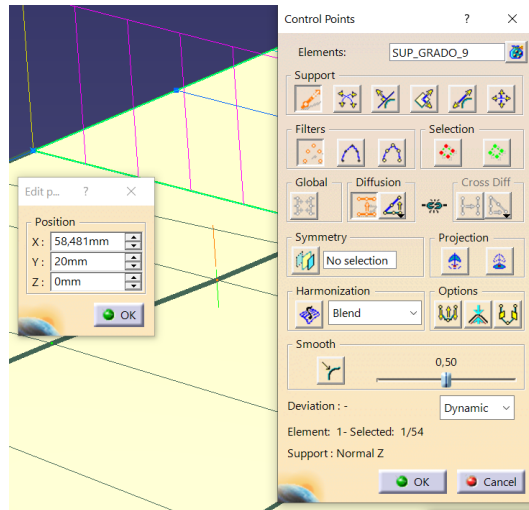 Control Points ? ×
Elements: SUP_GRADO_9
Support
Filters Selection
Global Diffusion Cross Diff
Symmetry Projection
No selection
Harmonization Options
Blend
Smooth
0,50
Deviation : - Dynamic
Element: 1- Selected: 1/54
Support : Normal Z
OK Cancel
Edit p... ? ×
Position
X : 58,481mm
Y : 20mm
Z : 0mm
OK